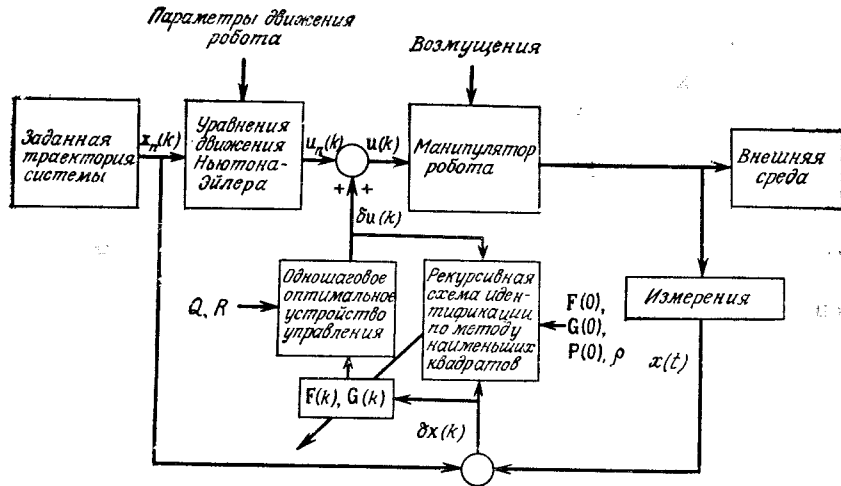 Параметры движения
робота
Возмущения
Заданная
траектория
системы
x_n(k)
Уравнения
движения
Ньютона-
Эйлера
u_n(k)
u(k)
+ +
Манипулятор
робота
Внешняя
среда
δu(k)
Q, R
Одношаговое
оптимальное
устройство
управления
Рекурсивная
схема иден-
тификации
по методу
наименьших
квадратов
F(0),
G(0),
P(0), ρ
Измерения
x(t)
F(k), G(k)
δx(k)